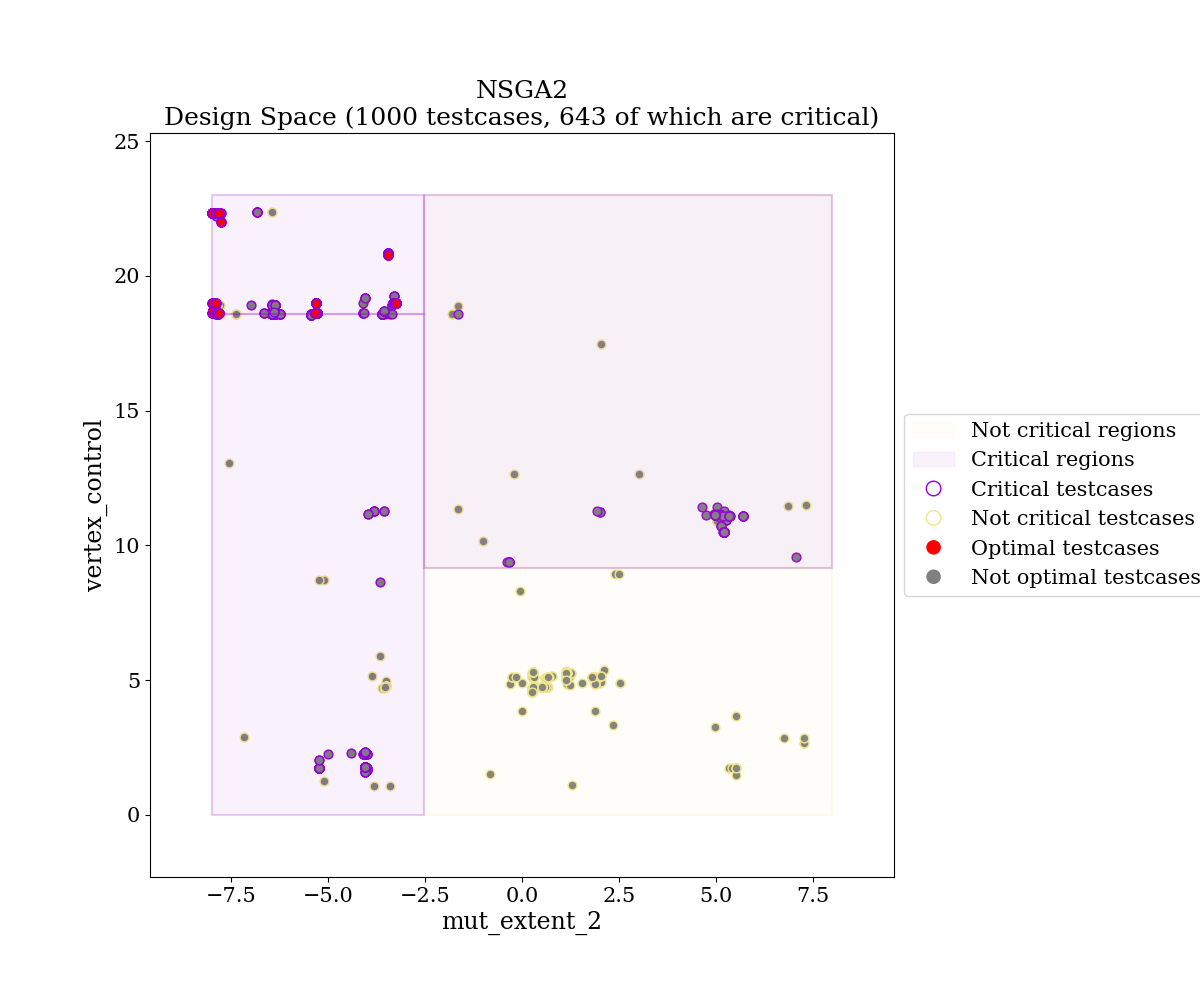 NSGA2
Design Space (1000 testcases, 643 of which are critical)
25
20
15
10
5
0
vertex_control
−7.5
−5.0
−2.5
0.0
2.5
5.0
7.5
mut_extent_2
Not critical regions
Critical regions
Critical testcases
Not critical testcases
Optimal testcases
Not optimal testcases